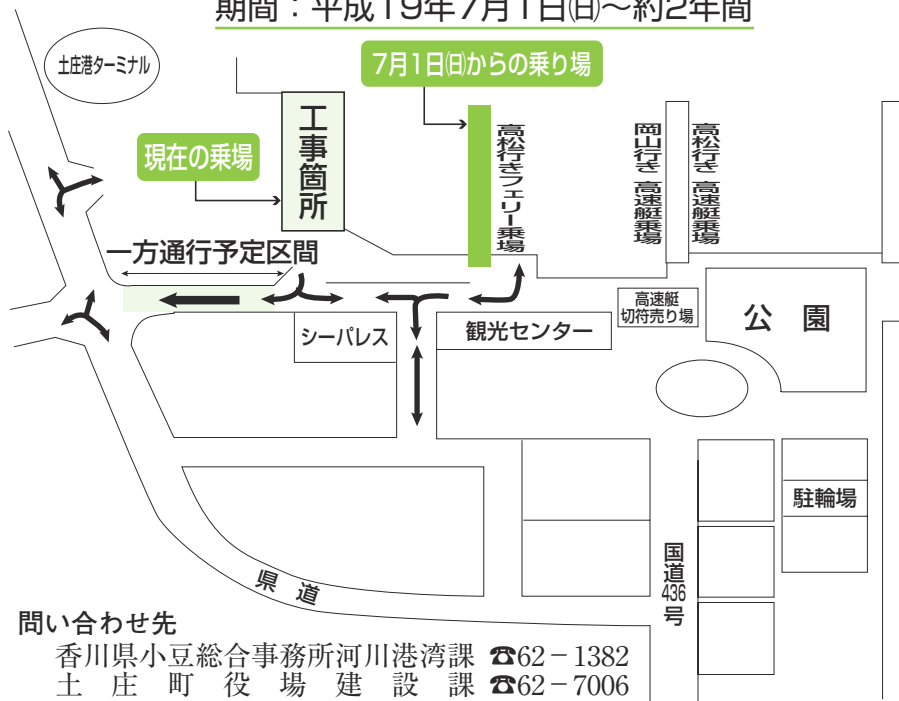 期間：平成19年7月1日㈰～約2年間
土庄港ターミナル
7月1日㈰からの乗り場
現在の乗場
工事箇所
高松行きフェリー乗場
岡山行き 高速艇乗場
高松行き 高速艇乗場
一方通行予定区間
シーパレス
観光センター
高速艇
切符売り場
公園
駐輪場
国道436号
県道
問い合わせ先
香川県小豆総合事務所河川港湾課 ☎62－1382
土庄町役場建設課 ☎62－7006